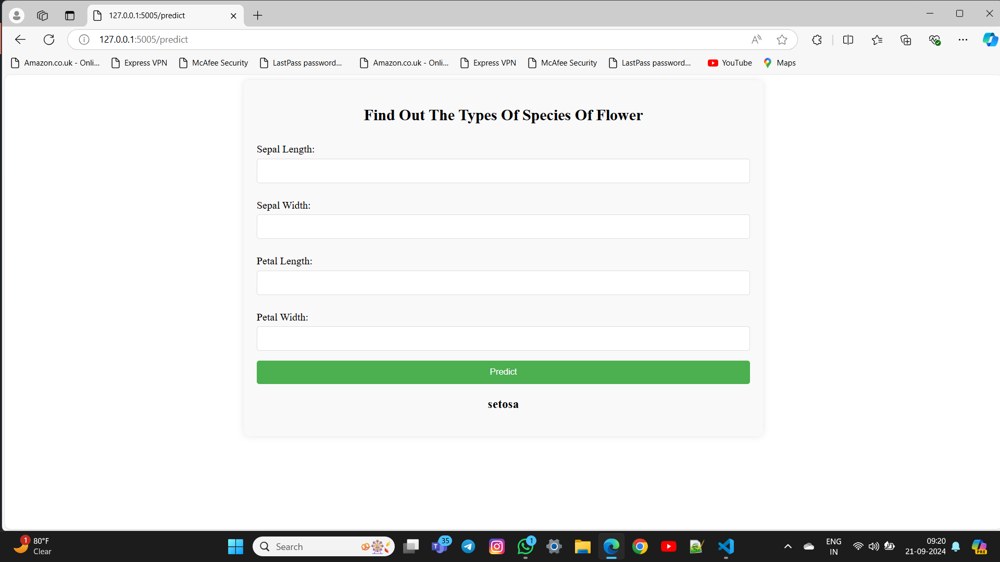 127.0.0.1:5005/predict
127.0.0.1:5005/predict
Amazon.co.uk - Onli...
Express VPN
McAfee Security
LastPass password...
Amazon.co.uk - Onli...
Express VPN
McAfee Security
LastPass password...
YouTube
Maps
Find Out The Types Of Species Of Flower
Sepal Length:
Sepal Width:
Petal Length:
Petal Width:
Predict
setosa
1
80°F
Clear
Search
35
1
ENG
IN
09:20
21-09-2024
PRE